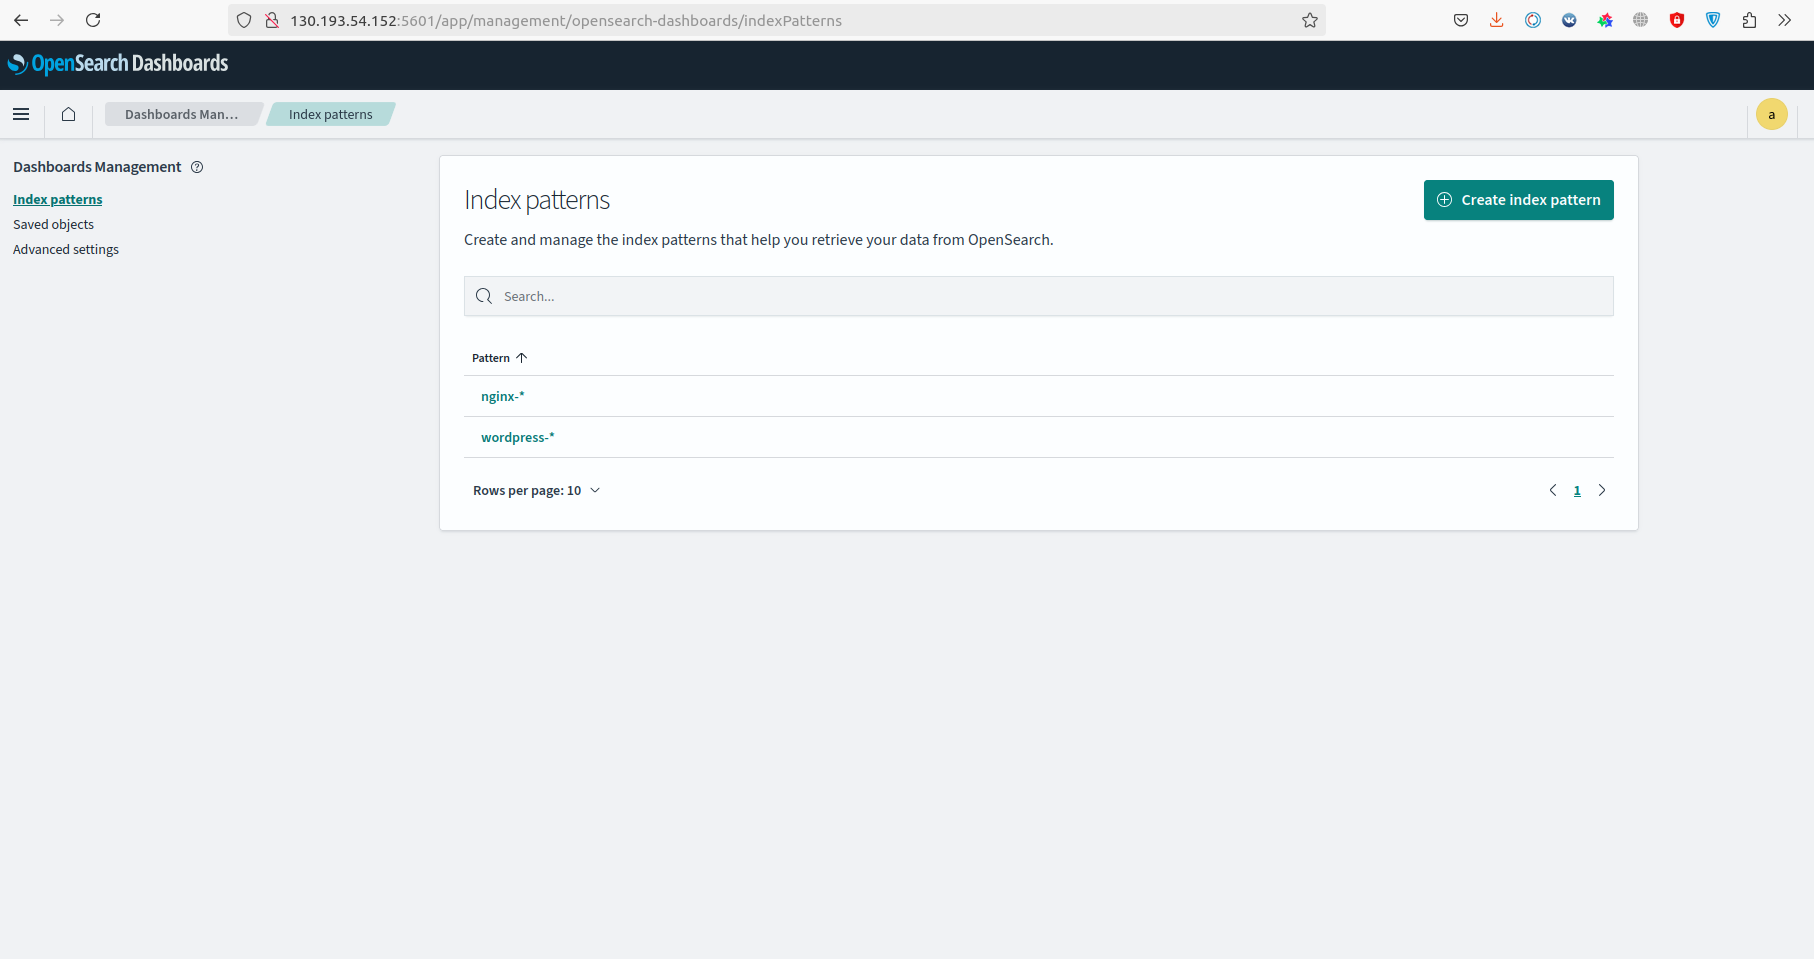 130.193.54.152:5601/app/management/opensearch-dashboards/indexPatterns
OpenSearch Dashboards
Dashboards Man...
Index patterns
a
Dashboards Management
Index patterns
Saved objects
Advanced settings
Index patterns
Create index pattern
Create and manage the index patterns that help you retrieve your data from OpenSearch.
Search...
Pattern
nginx-*
wordpress-*
Rows per page: 10
1